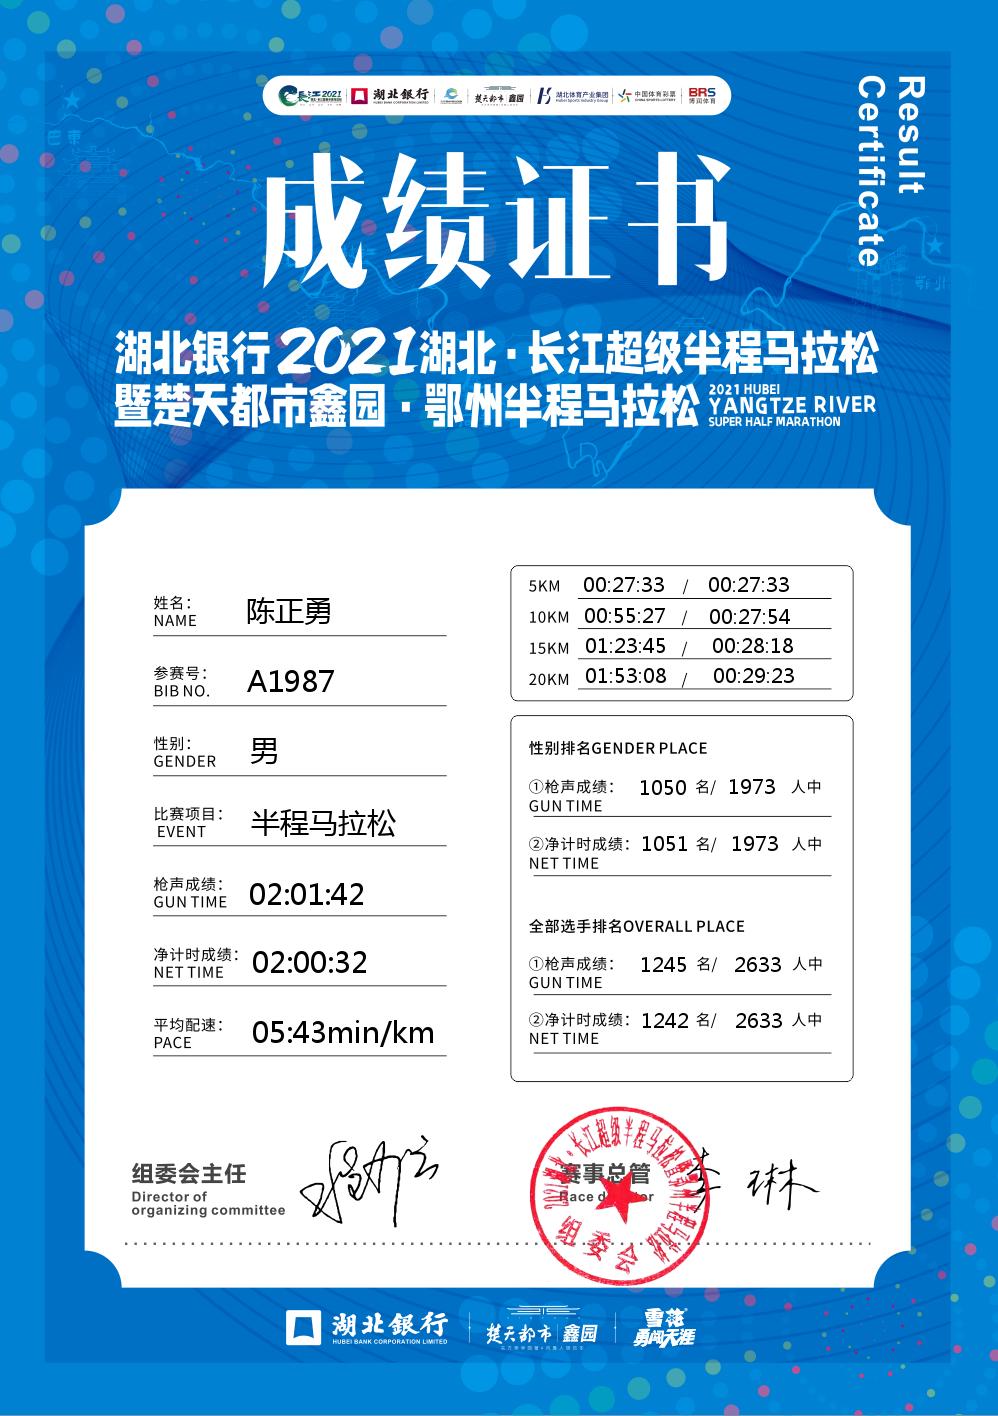 长江2021
湖北银行
HUBEI BANK CORPORATION LIMITED
楚天都市 鑫园
湖北体育产业集团
Hubei Sports Industry Group
中国体育彩票
CHINA SPORTS LOTTERY
BRS
博润体育
Result
Certificate
巴東
鄂州
成绩证书
湖北银行2021湖北·长江超级半程马拉松
暨楚天都市鑫园·鄂州半程马拉松
2021 HUBEI
YANGTZE RIVER
SUPER HALF MARATHON
姓名: 陈正勇
NAME
参赛号: A1987
BIB NO.
性别: 男
GENDER
比赛项目: 半程马拉松
EVENT
枪声成绩: 02:01:42
GUN TIME
净计时成绩: 02:00:32
NET TIME
平均配速: 05:43min/km
PACE
5KM 00:27:33 / 00:27:33
10KM 00:55:27 / 00:27:54
15KM 01:23:45 / 00:28:18
20KM 01:53:08 / 00:29:23
性别排名GENDER PLACE
①枪声成绩: 1050 名/ 1973 人中
GUN TIME
②净计时成绩: 1051 名/ 1973 人中
NET TIME
全部选手排名OVERALL PLACE
①枪声成绩: 1245 名/ 2633 人中
GUN TIME
②净计时成绩: 1242 名/ 2633 人中
NET TIME
组委会主任
Director of
organizing committee
赛事总管
Race director
李琳
2021湖北·长江超级半程马拉松暨鄂州半程马拉松
组委会
湖北银行
HUBEI BANK CORPORATION LIMITED
楚天都市 鑫园
雪花
勇闯天涯